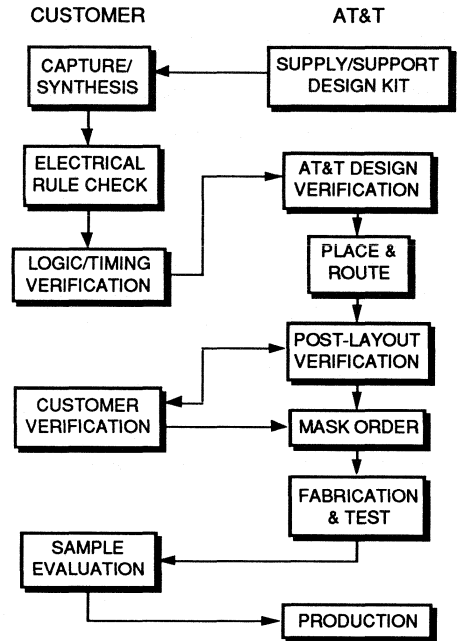 CUSTOMER
AT&T
CAPTURE/
SYNTHESIS
SUPPLY/SUPPORT
DESIGN KIT
ELECTRICAL
RULE CHECK
AT&T DESIGN
VERIFICATION
LOGIC/TIMING
VERIFICATION
PLACE &
ROUTE
POST-LAYOUT
VERIFICATION
CUSTOMER
VERIFICATION
MASK ORDER
FABRICATION
& TEST
SAMPLE
EVALUATION
PRODUCTION